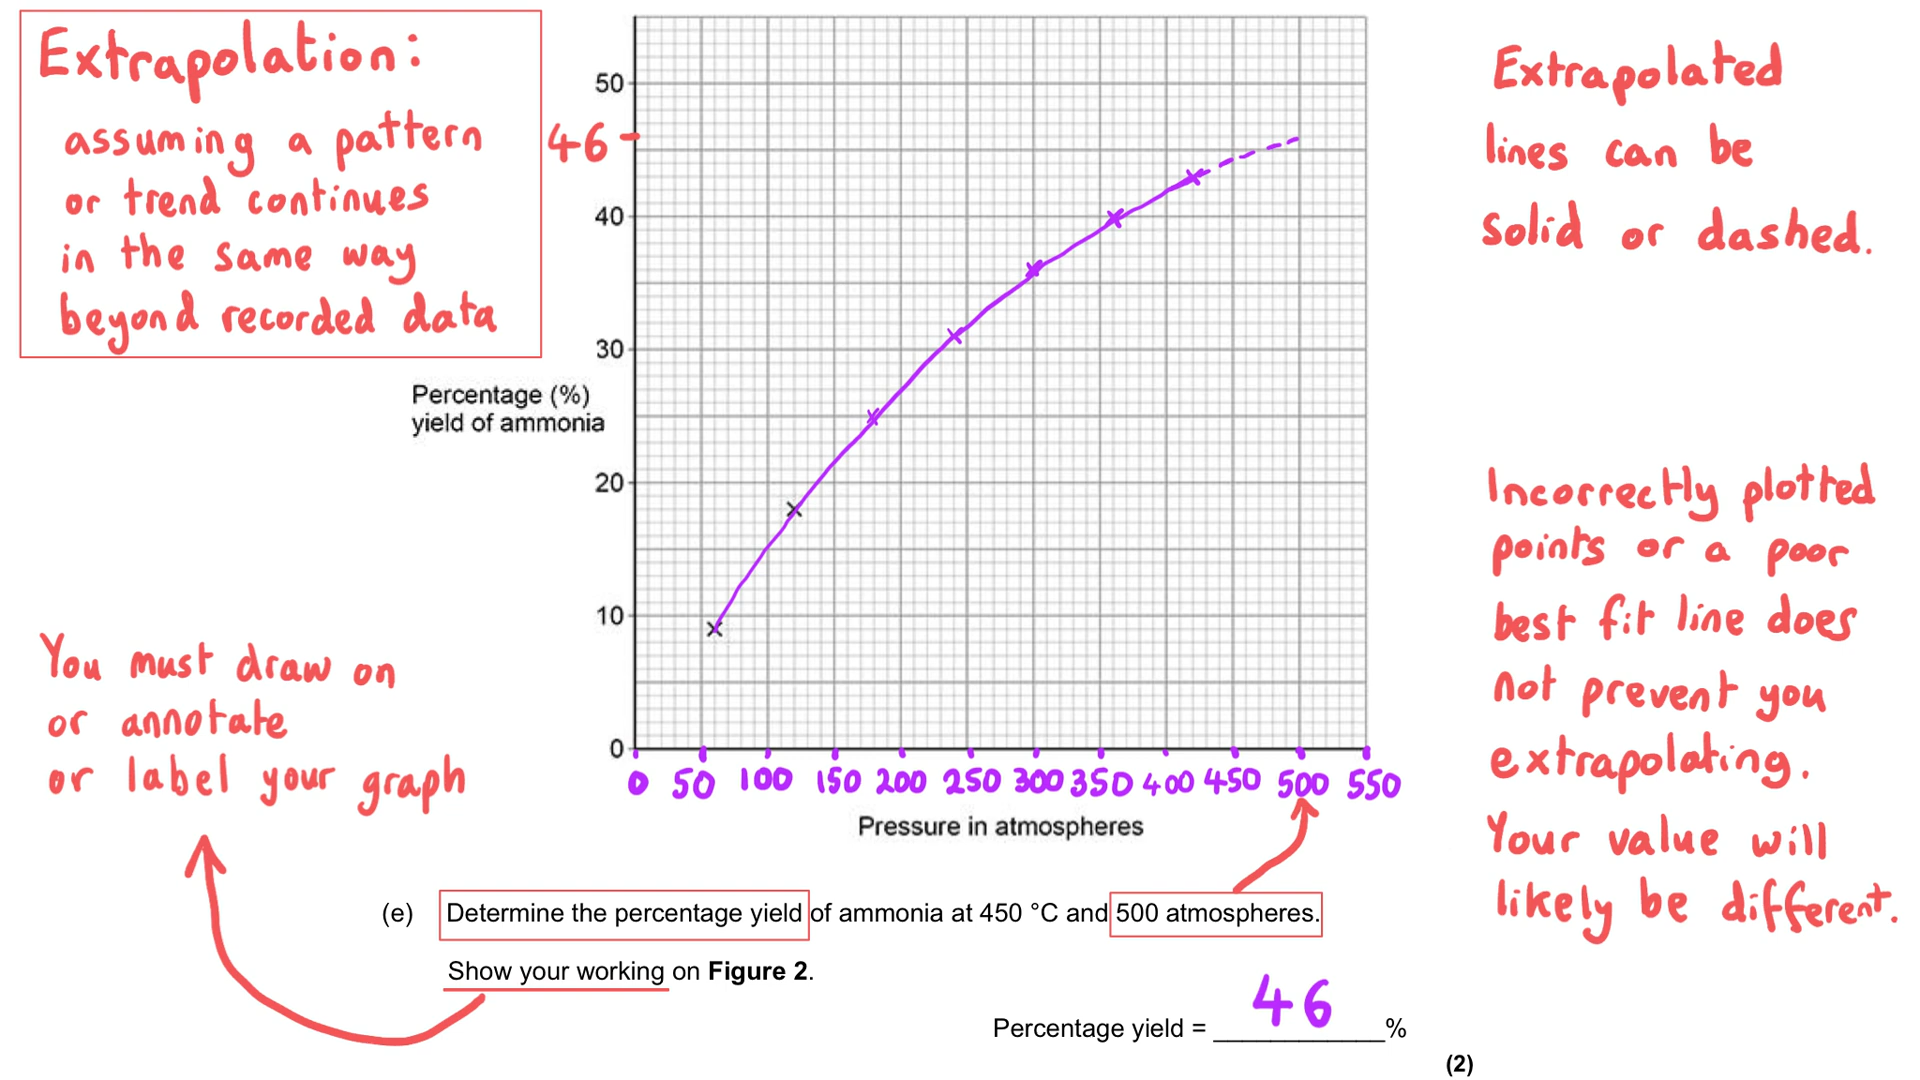 Extrapolation:
assuming a pattern
or trend continues
in the same way
beyond recorded data
50
46
40
30
20
10
0
Percentage (%)
yield of ammonia
0 50 100 150 200 250 300 350 400 450 500 550
Pressure in atmospheres
Extrapolated
lines can be
solid or dashed.
Incorrectly plotted
points or a poor
best fit line does
not prevent you
extrapolating.
Your value will
likely be different.
You must draw on
or annotate
or label your graph
(e) Determine the percentage yield of ammonia at 450 °C and 500 atmospheres.
Show your working on Figure 2.
Percentage yield = 46 %
(2)